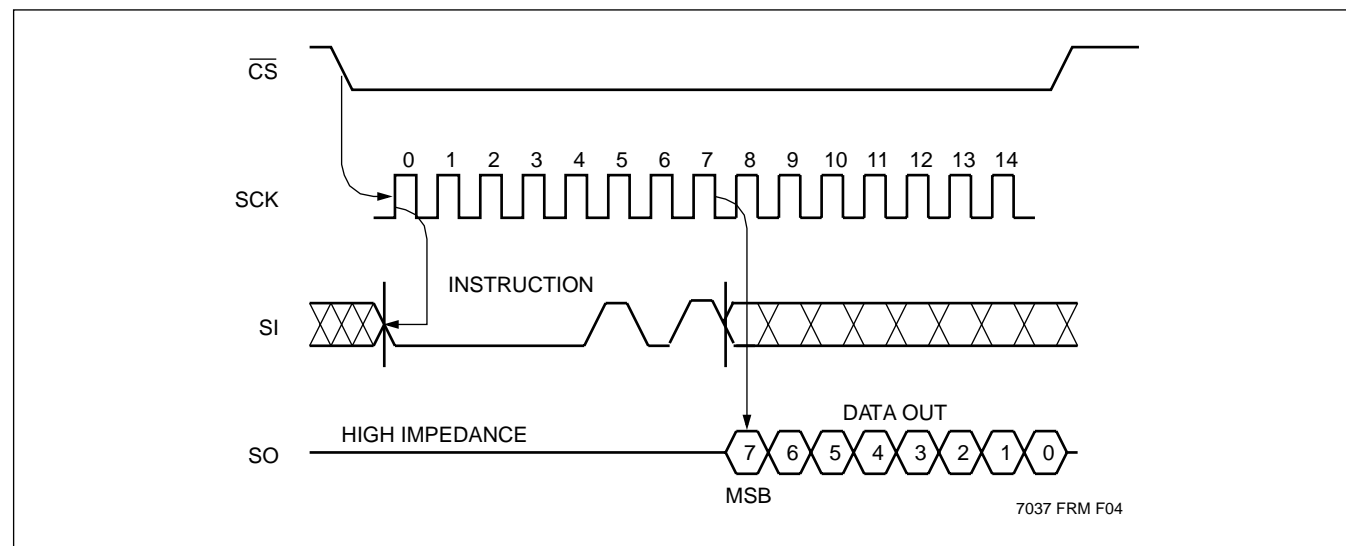 CS
0 1 2 3 4 5 6 7 8 9 10 11 12 13 14
SCK
INSTRUCTION
SI
DATA OUT
HIGH IMPEDANCE
SO
7 6 5 4 3 2 1 0
MSB
7037 FRM F04